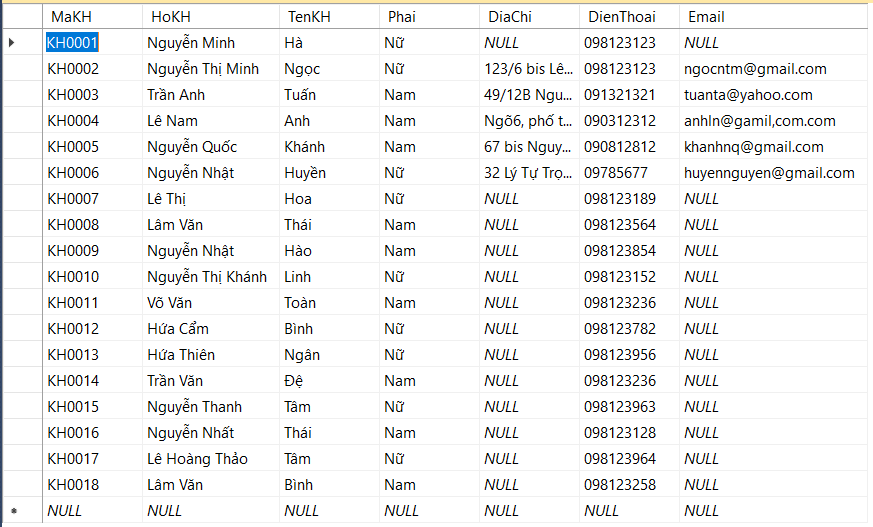 MaKH HoKH TenKH Phai DiaChi DienThoai Email
KH0001 Nguyễn Minh Hà Nữ NULL 098123123 NULL
KH0002 Nguyễn Thị Minh Ngọc Nữ 123/6 bis Lê... 098123123 ngocntm@gmail.com
KH0003 Trần Anh Tuấn Nam 49/12B Ngu... 091321321 tuanta@yahoo.com
KH0004 Lê Nam Anh Nam Ngõ6, phố t... 090312312 anhln@gamil,com.com
KH0005 Nguyễn Quốc Khánh Nam 67 bis Nguy... 090812812 khanhnq@gmail.com
KH0006 Nguyễn Nhật Huyền Nữ 32 Lý Tự Trọ... 09785677 huyennguyen@gmail.com
KH0007 Lê Thị Hoa Nữ NULL 098123189 NULL
KH0008 Lâm Văn Thái Nam NULL 098123564 NULL
KH0009 Nguyễn Nhật Hào Nam NULL 098123854 NULL
KH0010 Nguyễn Thị Khánh Linh Nữ NULL 098123152 NULL
KH0011 Võ Văn Toàn Nam NULL 098123236 NULL
KH0012 Hứa Cẩm Bình Nữ NULL 098123782 NULL
KH0013 Hứa Thiên Ngân Nữ NULL 098123956 NULL
KH0014 Trần Văn Đệ Nam NULL 098123236 NULL
KH0015 Nguyễn Thanh Tâm Nữ NULL 098123963 NULL
KH0016 Nguyễn Nhất Thái Nam NULL 098123128 NULL
KH0017 Lê Hoàng Thảo Tâm Nữ NULL 098123964 NULL
KH0018 Lâm Văn Bình Nam NULL 098123258 NULL
NULL NULL NULL NULL NULL NULL NULL